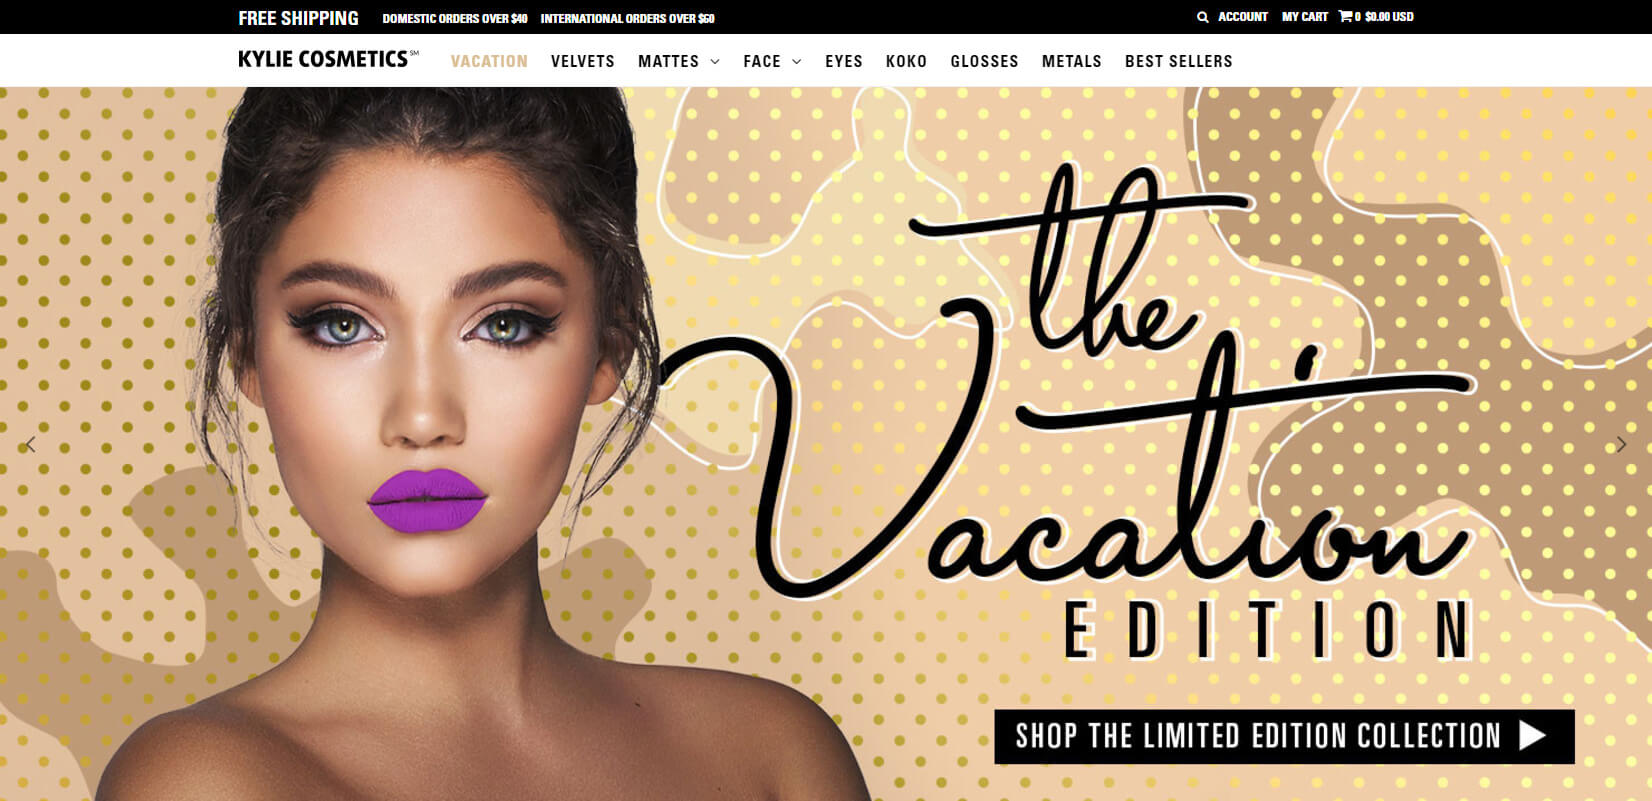 FREE SHIPPING DOMESTIC ORDERS OVER $40 INTERNATIONAL ORDERS OVER $60 ACCOUNT MY CART 0 $0.00 USD
KYLIE COSMETICS℠ VACATION VELVETS MATTES FACE EYES KOKO GLOSSES METALS BEST SELLERS
the
Vacation
EDITION
SHOP THE LIMITED EDITION COLLECTION